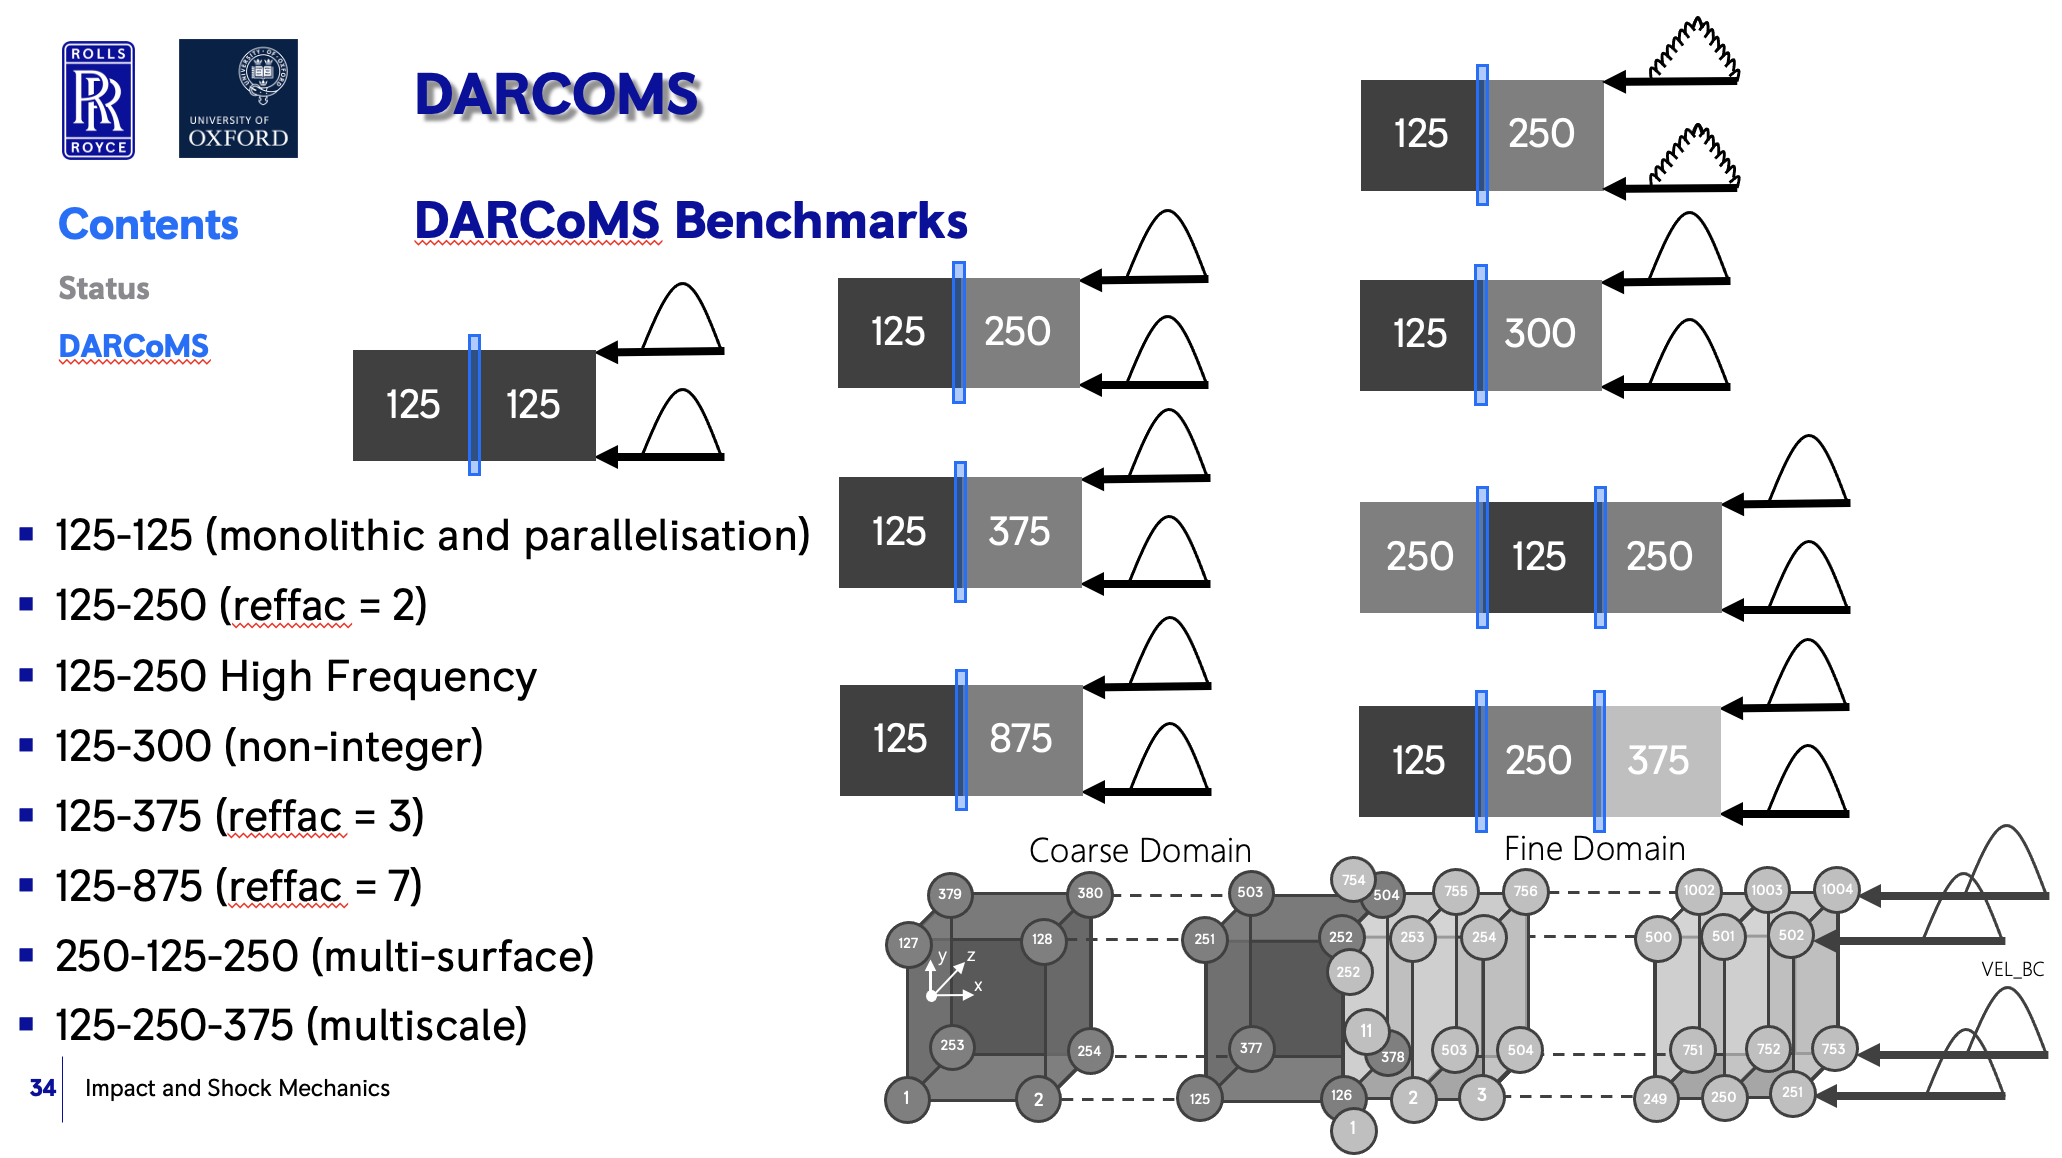 ROLLS
RR
ROYCE
UNIVERSITY OF
OXFORD
DARCOMS
Contents
Status
DARCoMS
DARCoMS Benchmarks
125 125
125 250
125 375
125 875
125 250
125 300
250 125 250
125 250 375
125-125 (monolithic and parallelisation)
125-250 (reffac = 2)
125-250 High Frequency
125-300 (non-integer)
125-375 (reffac = 3)
125-875 (reffac = 7)
250-125-250 (multi-surface)
125-250-375 (multiscale)
Coarse Domain
Fine Domain
379 380 503 754 504 755 756 1002 1003 1004
127 128 251 252 253 254 500 501 502
252
y z
x
VEL_BC
11
253 254 377 378 503 504 751 752 753
1 2 125 126 2 3 249 250 251
1
34
Impact and Shock Mechanics